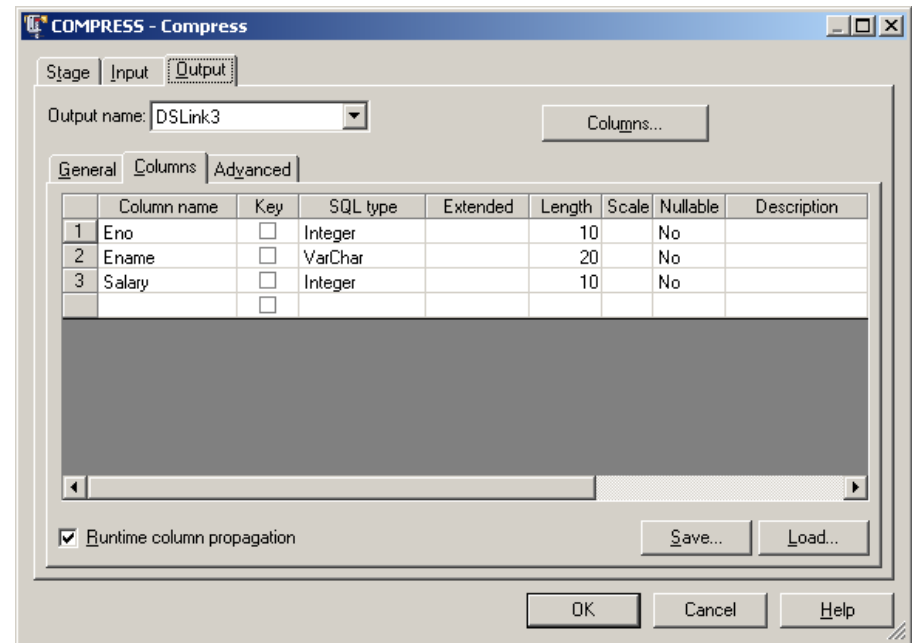 COMPRESS - Compress
Stage Input Output
Output name: DSLink3 Columns...
General Columns Advanced
Column name Key SQL type Extended Length Scale Nullable Description
1 Eno Integer 10 No
2 Ename VarChar 20 No
3 Salary Integer 10 No
Runtime column propagation Save... Load...
OK Cancel Help